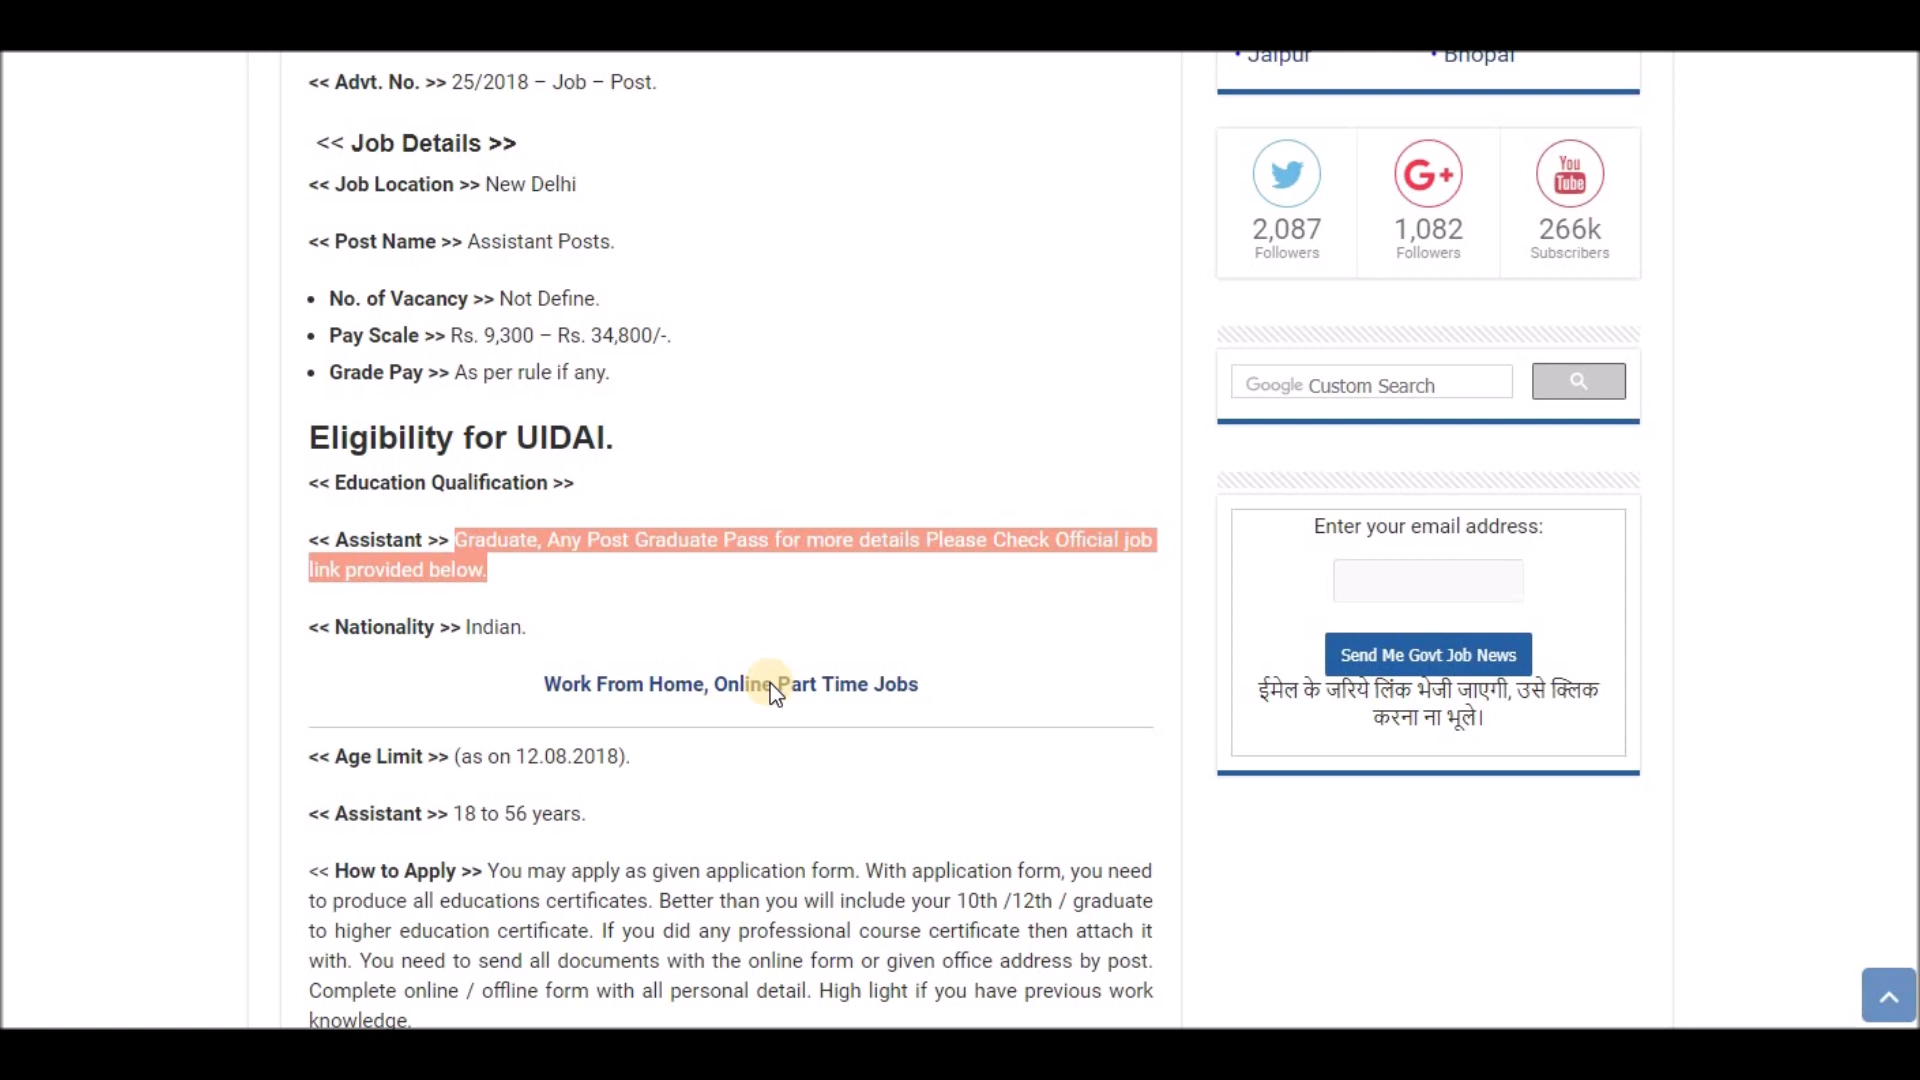 • Jaipur • Bhopal
<< Advt. No. >> 25/2018 – Job – Post.
<< Job Details >>
<< Job Location >> New Delhi
<< Post Name >> Assistant Posts.
• No. of Vacancy >> Not Define.
• Pay Scale >> Rs. 9,300 – Rs. 34,800/-.
• Grade Pay >> As per rule if any.
Eligibility for UIDAI.
<< Education Qualification >>
<< Assistant >> Graduate, Any Post Graduate Pass for more details Please Check Official job
link provided below.
<< Nationality >> Indian.
Work From Home, Online Part Time Jobs
<< Age Limit >> (as on 12.08.2018).
<< Assistant >> 18 to 56 years.
<< How to Apply >> You may apply as given application form. With application form, you need
to produce all educations certificates. Better than you will include your 10th /12th / graduate
to higher education certificate. If you did any professional course certificate then attach it
with. You need to send all documents with the online form or given office address by post.
Complete online / offline form with all personal detail. High light if you have previous work
knowledge.
G+ You
Tube
2,087 1,082 266k
Followers Followers Subscribers
Google Custom Search
Enter your email address:
Send Me Govt Job News
ईमेल के जरिये लिंक भेजी जाएगी, उसे क्लिक
करना ना भूले।